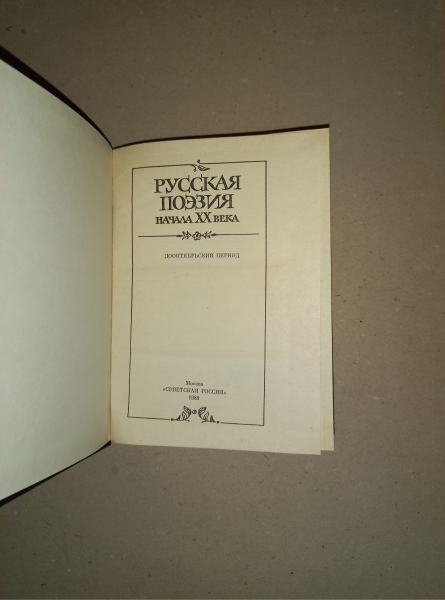 РУССКАЯ
ПОЭЗИЯ
НАЧАЛА XX ВЕКА
ДООКТЯБРЬСКИЙ ПЕРИОД
Москва
«СОВЕТСКАЯ РОССИЯ»
1988